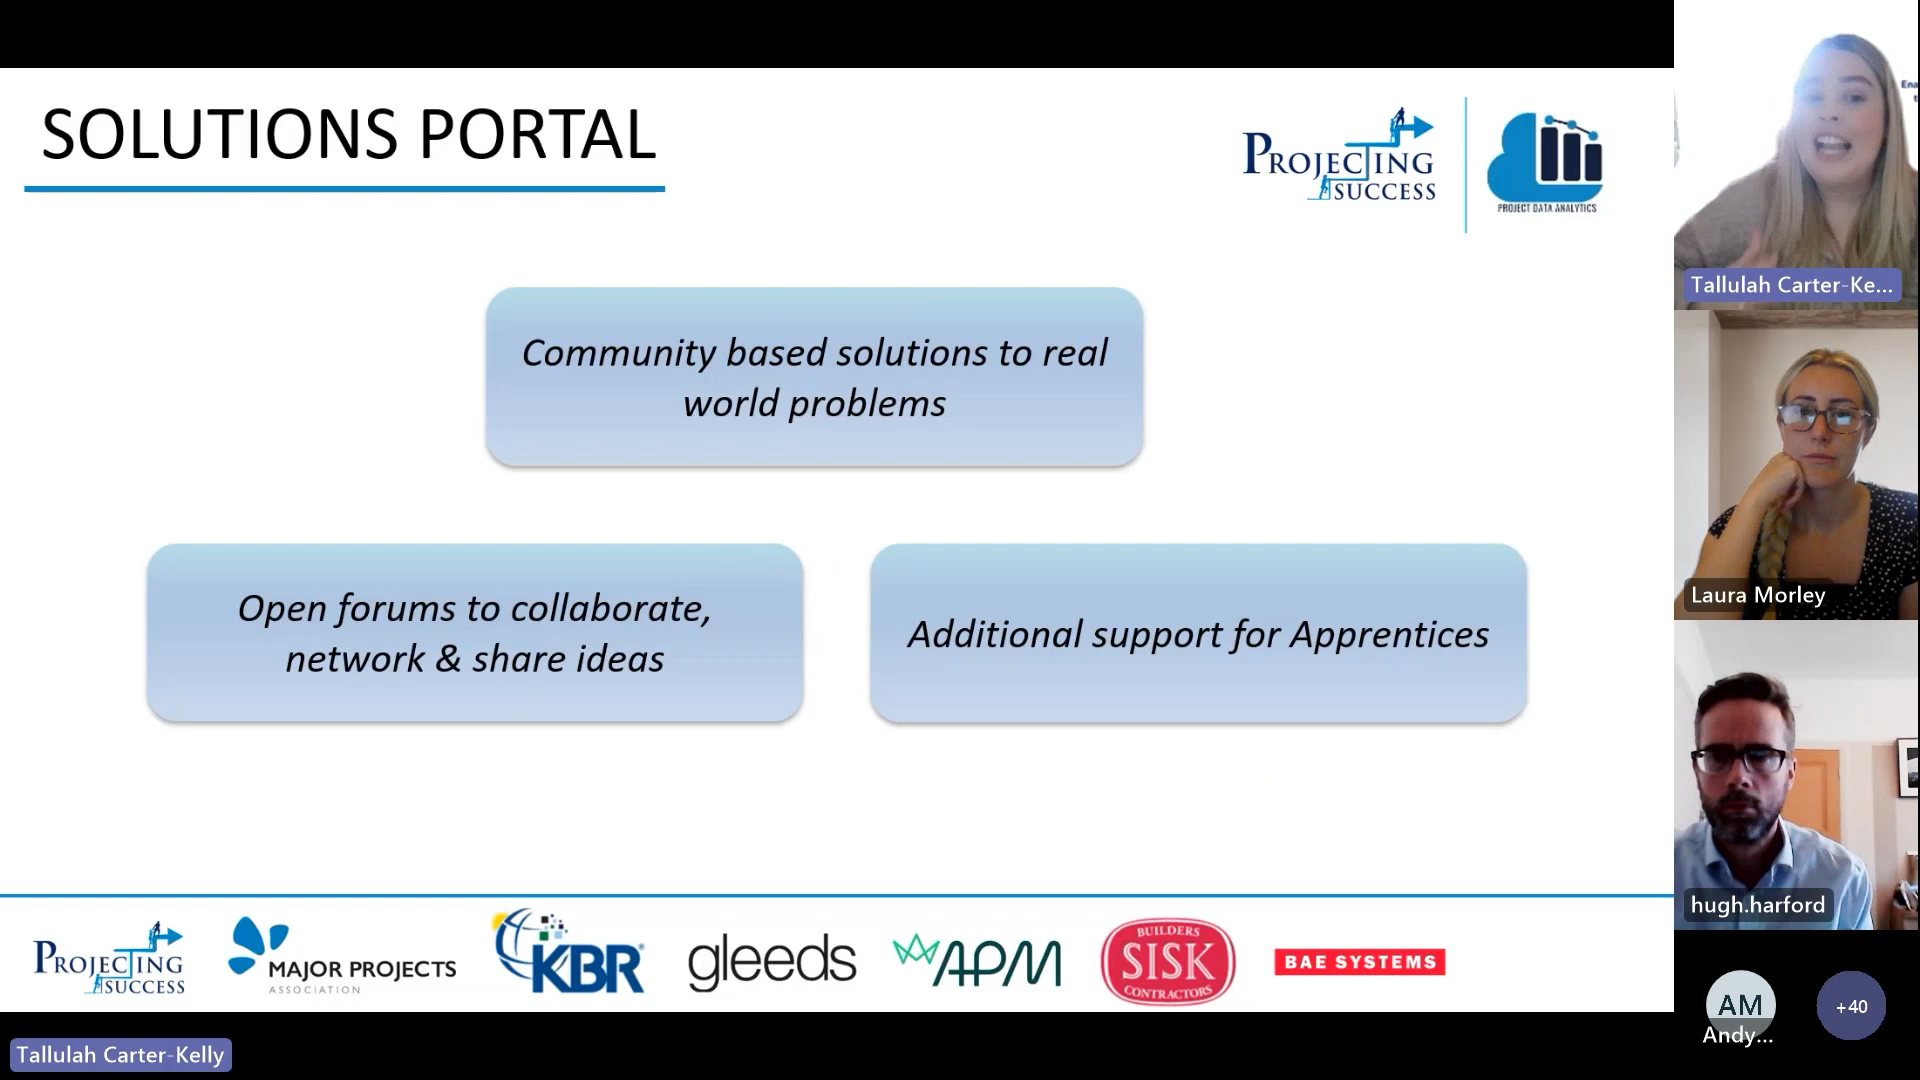 SOLUTIONS PORTAL
PROJECTING
SUCCESS
PROJECT DATA ANALYTICS
Community based solutions to real
world problems
Open forums to collaborate,
network & share ideas
Additional support for Apprentices
PROJECTING
SUCCESS
MAJOR PROJECTS
ASSOCIATION
KBR
gleeds
APM
BUILDERS
SISK
CONTRACTORS
BAE SYSTEMS
Tallulah Carter-Kelly
Tallulah Carter-Ke...
Laura Morley
hugh.harford
AM
Andy...
+40